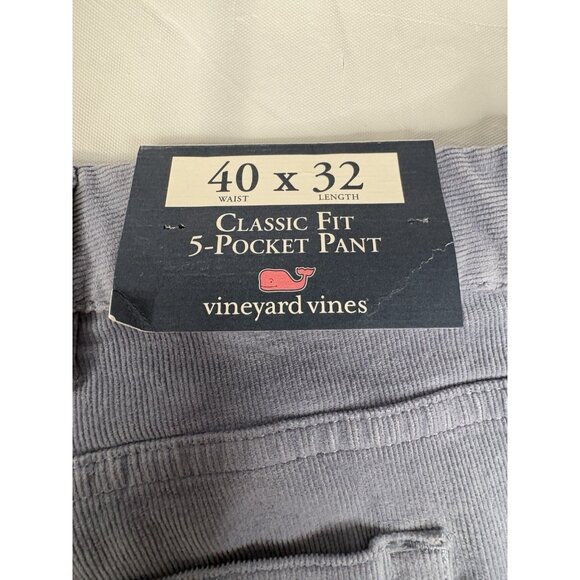 40 x 32
WAIST LENGTH
CLASSIC FIT
5-POCKET PANT
vineyard vines